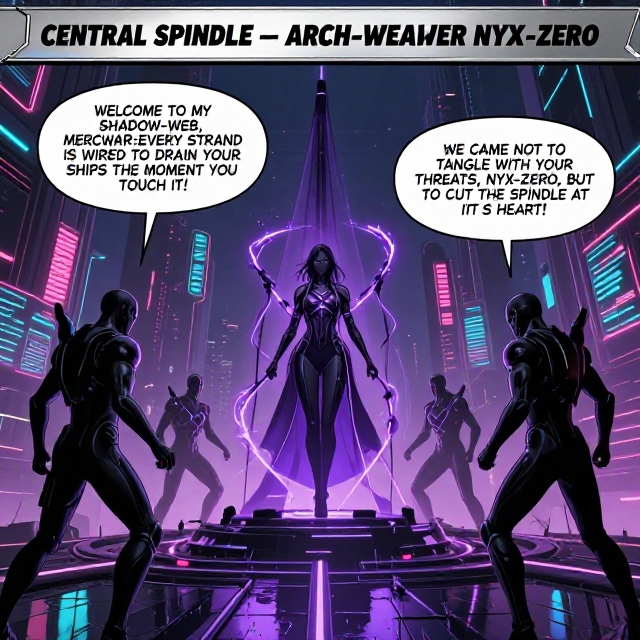 CENTRAL SPINDLE – ARCH-WEAWER NYX-ZERO
WELCOME TO MY
SHADOW-WEB,
MERCWAR:EVERY STRAND
IS WIRED TO DRAIN YOUR
SHIPS THE MOMENT YOU
TOUCH IT!
WE CAME NOT TO
TANGLE WITH YOUR
THREATS, NYX-ZERO, BUT
TO CUT THE SPINDLE AT
IIT S HEART!